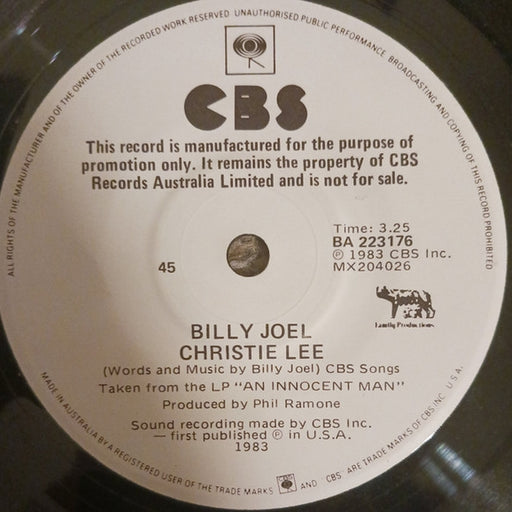 ALL RIGHTS OF THE MANUFACTURER AND OF THE OWNER OF THE RECORDED WORK RESERVED UNAUTHORISED PUBLIC PERFORMANCE BROADCASTING AND COPYING OF THIS RECORD PROHIBITED
CBS
This record is manufactured for the purpose of
promotion only. It remains the property of CBS
Records Australia Limited and is not for sale.
Time: 3.25
BA 223176
℗ 1983 CBS Inc.
45
MX204026
Family Productions
BILLY JOEL
CHRISTIE LEE
(Words and Music by Billy Joel) CBS Songs
Taken from the LP "AN INNOCENT MAN"
Produced by Phil Ramone
Sound recording made by CBS Inc.
— first published ℗ in U.S.A.
1983
MADE IN AUSTRALIA BY A REGISTERED USER OF THE TRADE MARKS AND CBS ARE TRADE MARKS OF CBS INC. U.S.A.
CBS